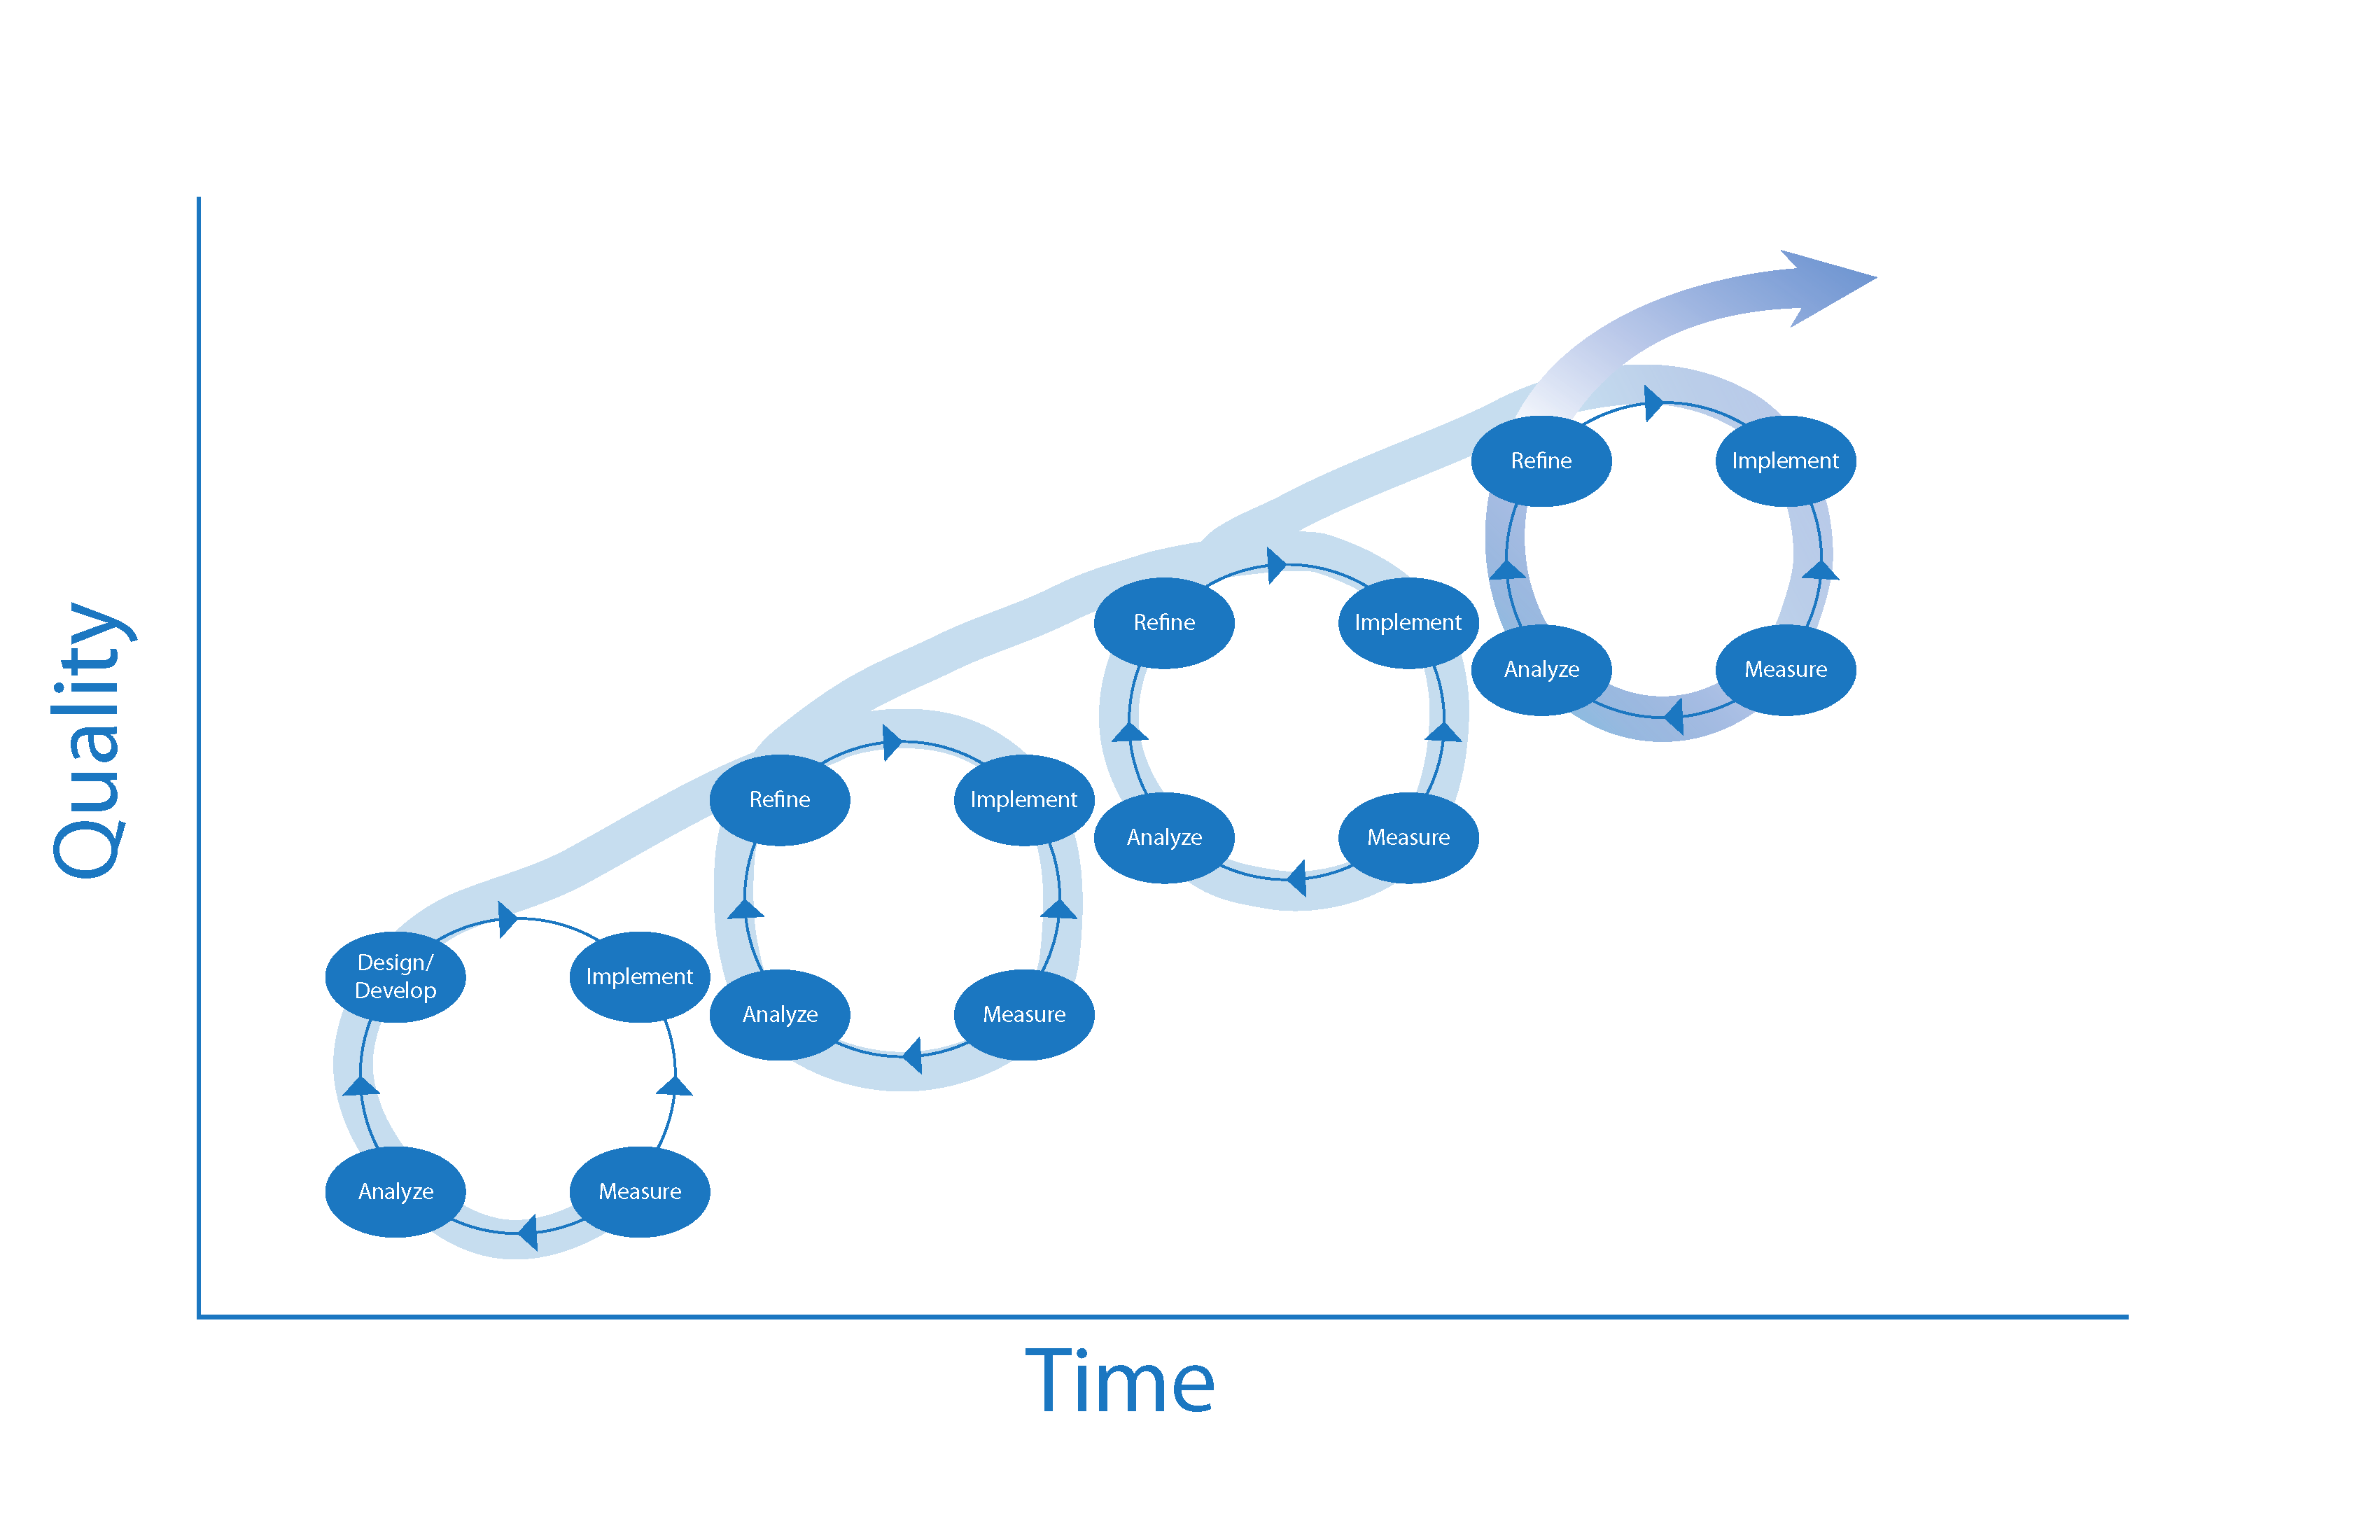 Quality
Design/
Develop
Implement
Measure
Analyze
Refine
Implement
Measure
Analyze
Refine
Implement
Measure
Analyze
Refine
Implement
Measure
Analyze
Time